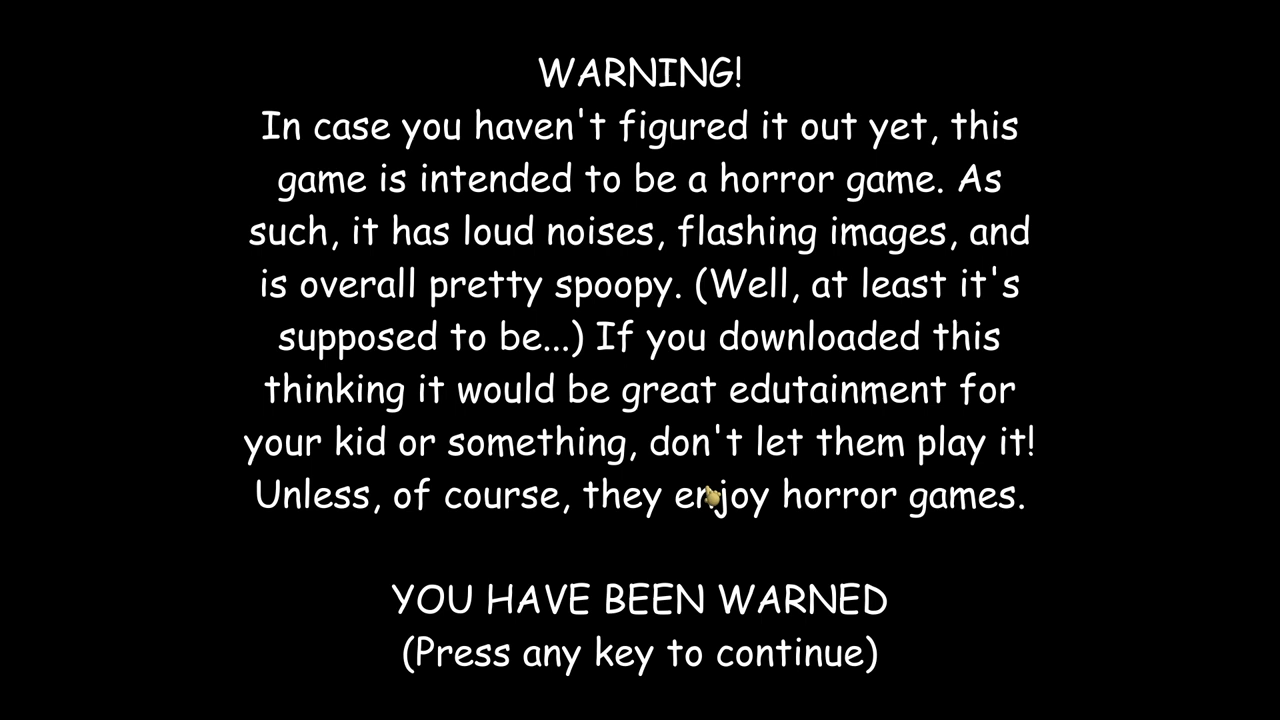 WARNING!
In case you haven't figured it out yet, this
game is intended to be a horror game. As
such, it has loud noises, flashing images, and
is overall pretty spoopy. (Well, at least it's
supposed to be...) If you downloaded this
thinking it would be great edutainment for
your kid or something, don't let them play it!
Unless, of course, they enjoy horror games.
YOU HAVE BEEN WARNED
(Press any key to continue)